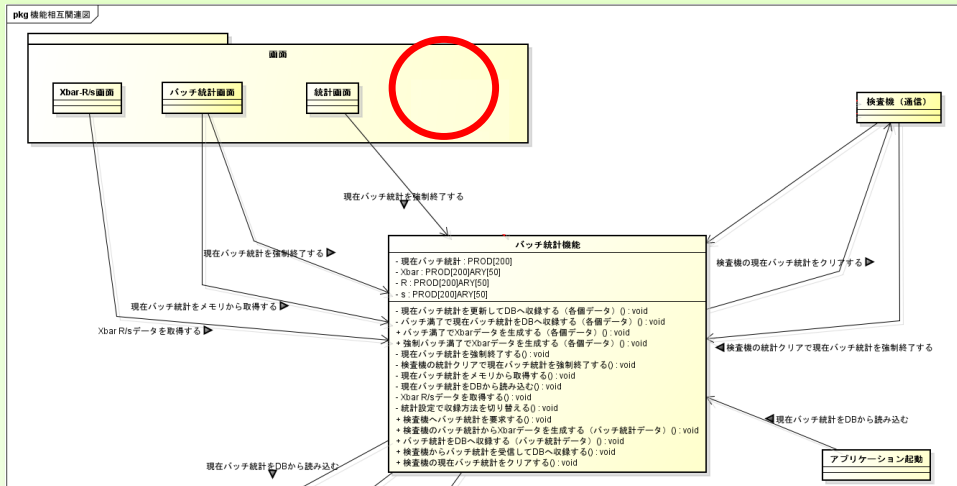 pkg 機能相互関連図
画面
Xbar-R/s画面
バッチ統計画面
統計画面
検査機（通信）
現在バッチ統計を強制終了する
現在バッチ統計を強制終了する
検査機の現在バッチ統計をクリアする
現在バッチ統計をメモリから取得する
Xbar R/sデータを取得する
検査機の統計クリアで現在バッチ統計を強制終了する
バッチ統計機能
- 現在バッチ統計 : PROD[200]
- Xbar : PROD[200]ARY[50]
- R : PROD[200]ARY[50]
- s : PROD[200]ARY[50]
- 現在バッチ統計を更新してDBへ収録する（各個データ）() : void
- バッチ満了で現在バッチ統計をDBへ収録する（各個データ）() : void
+ バッチ満了でXbarデータを生成する（各個データ）() : void
+ 強制バッチ満了でXbarデータを生成する（各個データ）() : void
- 現在バッチ統計を強制終了する() : void
- 検査機の統計クリアで現在バッチ統計を強制終了する() : void
- 現在バッチ統計をメモリから取得する() : void
- 現在バッチ統計をDBから読み込む() : void
- Xbar R/sデータを取得する() : void
- 統計設定で収録方法を切り替える() : void
+ 検査機へバッチ統計を要求する() : void
+ 検査機のバッチ統計からXbarデータを生成する（バッチ統計データ）() : void
+ バッチ統計をDBへ収録する（バッチ統計データ）() : void
+ 検査機からバッチ統計を受信してDBへ収録する() : void
+ 検査機の現在バッチ統計をクリアする() : void
現在バッチ統計をDBから読み込む
アプリケーション起動
現在バッチ統計をDBから読み込む